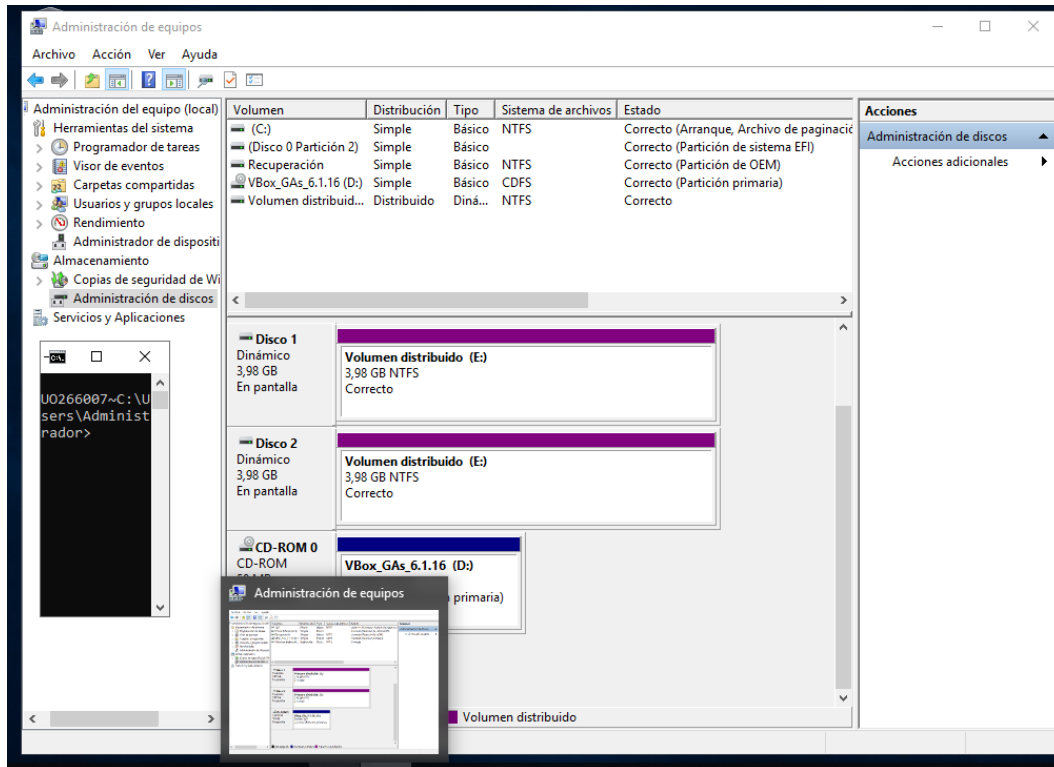 Administración de equipos
Archivo Acción Ver Ayuda
Administración del equipo (local)
Herramientas del sistema
Programador de tareas
Visor de eventos
Carpetas compartidas
Usuarios y grupos locales
Rendimiento
Administrador de dispositi
Almacenamiento
Copias de seguridad de Wi
Administración de discos
Servicios y Aplicaciones
Volumen Distribución Tipo Sistema de archivos Estado
(C:) Simple Básico NTFS Correcto (Arranque, Archivo de paginació
(Disco 0 Partición 2) Simple Básico Correcto (Partición de sistema EFI)
Recuperación Simple Básico NTFS Correcto (Partición de OEM)
VBox_GAs_6.1.16 (D:) Simple Básico CDFS Correcto (Partición primaria)
Volumen distribuid... Distribuido Diná... NTFS Correcto
Acciones
Administración de discos
Acciones adicionales
UO266007~C:\U
sers\Administ
rador>
Disco 1
Dinámico
3,98 GB
En pantalla
Volumen distribuido (E:)
3,98 GB NTFS
Correcto
Disco 2
Dinámico
3,98 GB
En pantalla
Volumen distribuido (E:)
3,98 GB NTFS
Correcto
CD-ROM 0
CD-ROM
VBox_GAs_6.1.16 (D:)
primaria)
Administración de equipos
Volumen distribuido